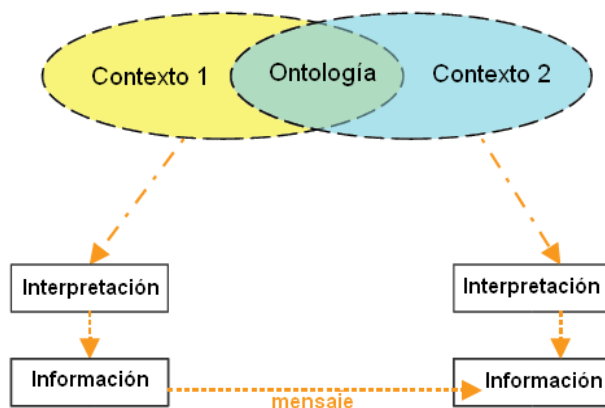 Contexto 1
Ontología
Contexto 2
Interpretación
Interpretación
Información
Información
mensaje